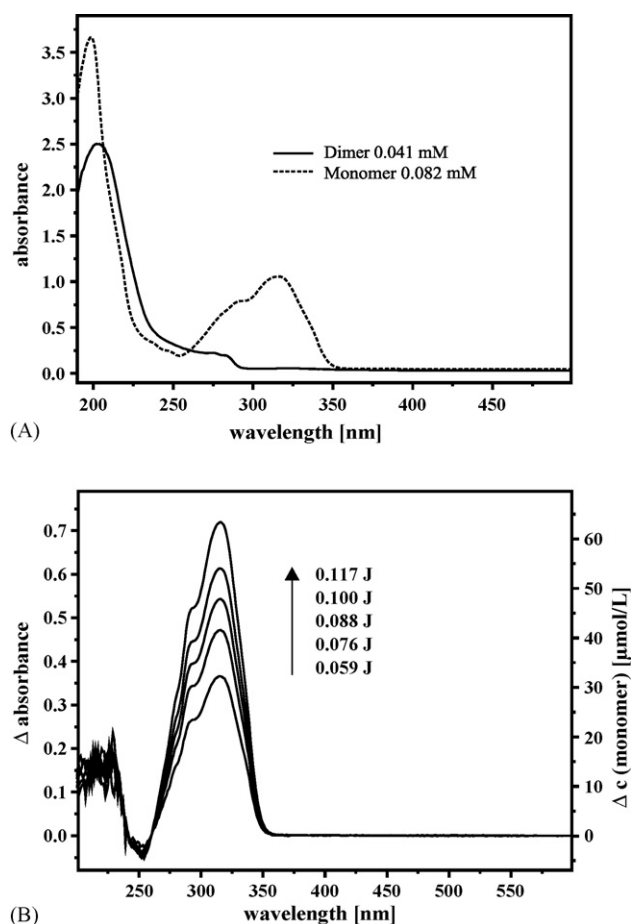 3.5
3.0
2.5
2.0
1.5
1.0
0.5
0.0
absorbance
Dimer 0.041 mM
Monomer 0.082 mM
200 250 300 350 400 450
wavelength [nm]
(A)
0.7
0.6
0.5
0.4
0.3
0.2
0.1
0.0
Δ absorbance
0.117 J
0.100 J
0.088 J
0.076 J
0.059 J
60
50
40
30
20
10
0
Δ c (monomer) [µmol/L]
250 300 350 400 450 500 550
wavelength [nm]
(B)